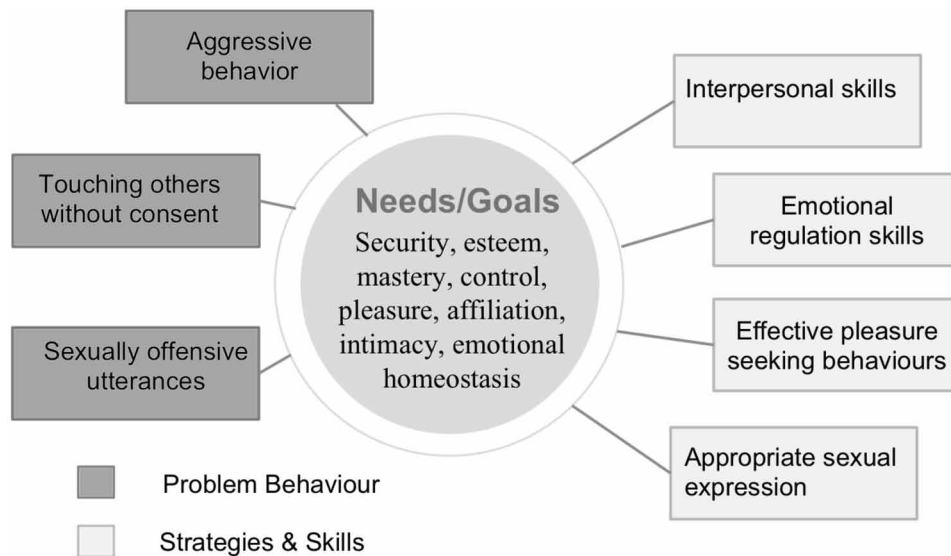 Aggressive
behavior
Touching others
without consent
Sexually offensive
utterances
Needs/Goals
Security, esteem,
mastery, control,
pleasure, affiliation,
intimacy, emotional
homeostasis
Interpersonal skills
Emotional
regulation skills
Effective pleasure
seeking behaviours
Appropriate sexual
expression
Problem Behaviour
Strategies & Skills